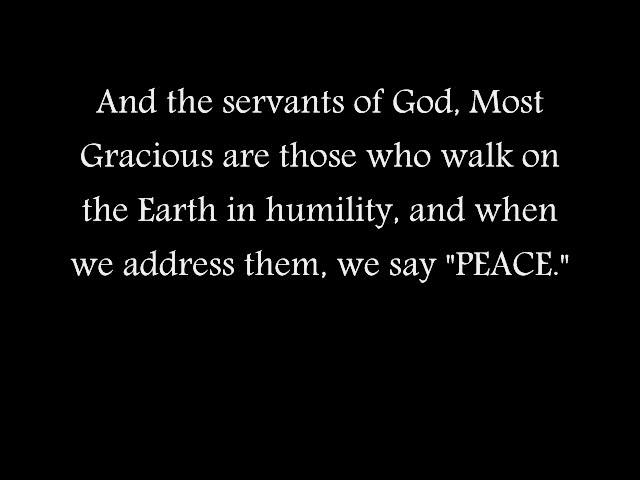 And the servants of God, Most
Gracious are those who walk on
the Earth in humility, and when
we address them, we say "PEACE."